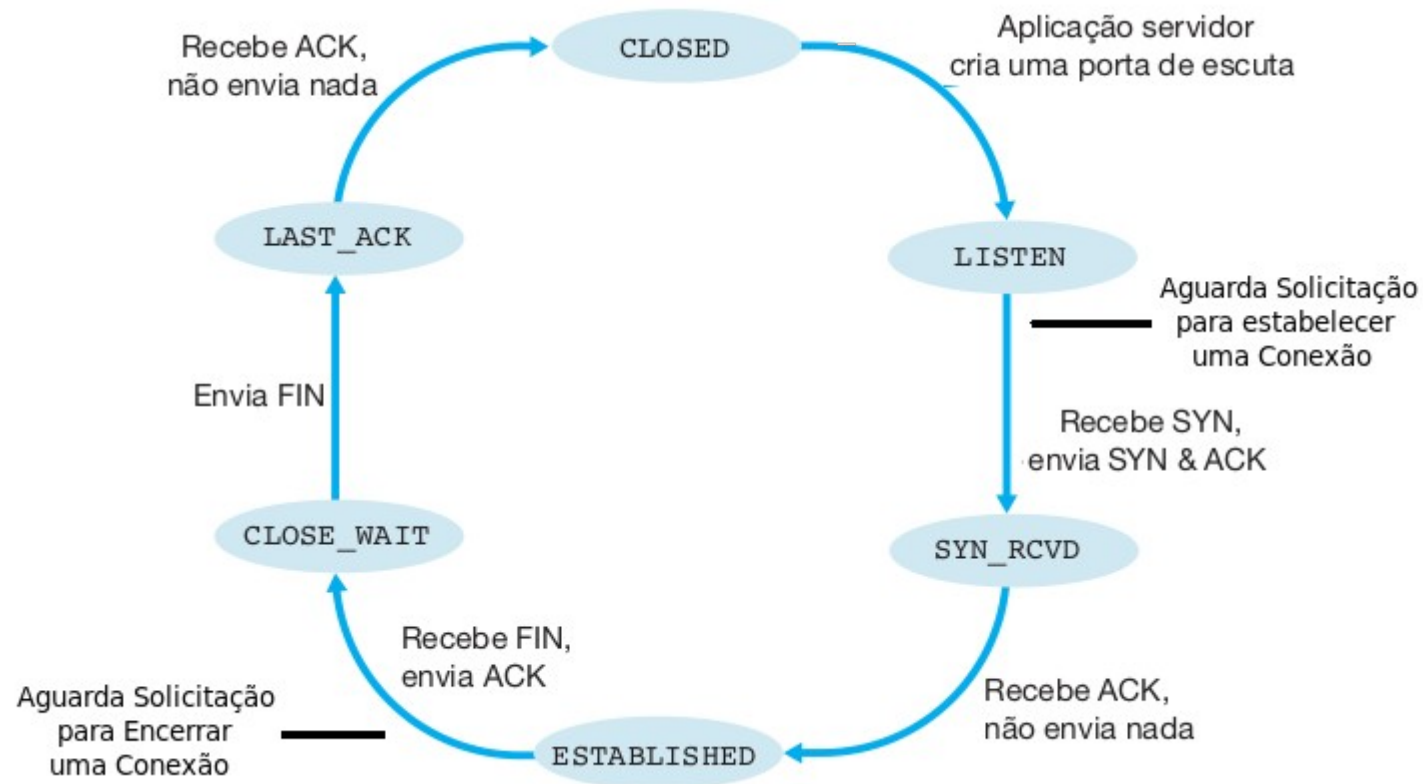 Recebe ACK,
não envia nada
CLOSED
Aplicação servidor
cria uma porta de escuta
LAST_ACK
LISTEN
Aguarda Solicitação
para estabelecer
uma Conexão
Envia FIN
Recebe SYN,
envia SYN & ACK
CLOSE_WAIT
SYN_RCVD
Recebe FIN,
envia ACK
Aguarda Solicitação
para Encerrar
uma Conexão
ESTABLISHED
Recebe ACK,
não envia nada